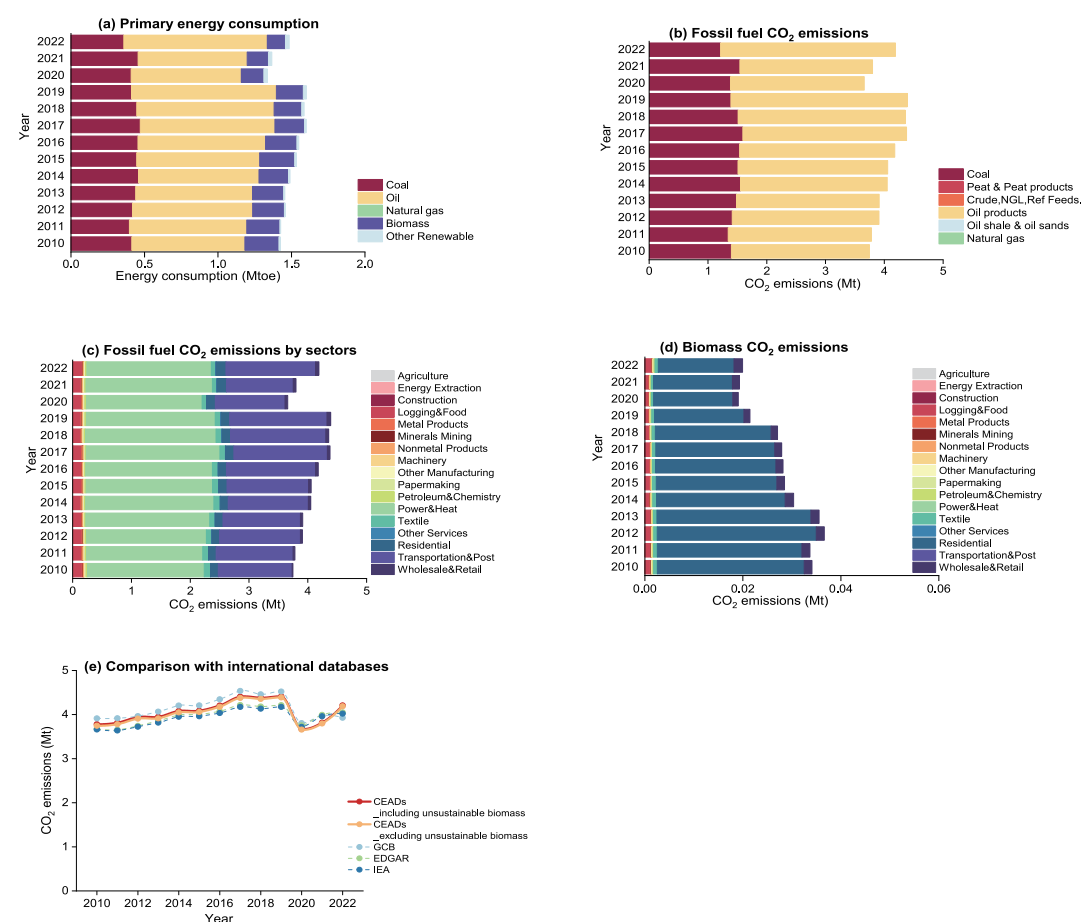 (a) Primary energy consumption
2022
2021
2020
2019
2018
2017
2016
2015
2014
2013
2012
2011
2010
Year
0.0 0.5 1.0 1.5 2.0
Energy consumption (Mtoe)
Coal
Oil
Natural gas
Biomass
Other Renewable
(b) Fossil fuel CO₂ emissions
2022
2021
2020
2019
2018
2017
2016
2015
2014
2013
2012
2011
2010
Year
0 1 2 3 4 5
CO₂ emissions (Mt)
Coal
Peat & Peat products
Crude,NGL,Ref Feeds,
Oil products
Oil shale & oil sands
Natural gas
(c) Fossil fuel CO₂ emissions by sectors
2022
2021
2020
2019
2018
2017
2016
2015
2014
2013
2012
2011
2010
Year
0 1 2 3 4 5
CO₂ emissions (Mt)
Agriculture
Energy Extraction
Construction
Logging&Food
Metal Products
Minerals Mining
Nonmetal Products
Machinery
Other Manufacturing
Papermaking
Petroleum&Chemistry
Power&Heat
Textile
Other Services
Residential
Transportation&Post
Wholesale&Retail
(d) Biomass CO₂ emissions
2022
2021
2020
2019
2018
2017
2016
2015
2014
2013
2012
2011
2010
Year
0.00 0.02 0.04 0.06
CO₂ emissions (Mt)
Agriculture
Energy Extraction
Construction
Logging&Food
Metal Products
Minerals Mining
Nonmetal Products
Machinery
Other Manufacturing
Papermaking
Petroleum&Chemistry
Power&Heat
Textile
Other Services
Residential
Transportation&Post
Wholesale&Retail
(e) Comparison with international databases
5
4
3
2
1
0
CO₂ emissions (Mt)
2010 2012 2014 2016 2018 2020 2022
Year
CEADs
_including unsustainable biomass
CEADs
_excluding unsustainable biomass
GCB
EDGAR
IEA